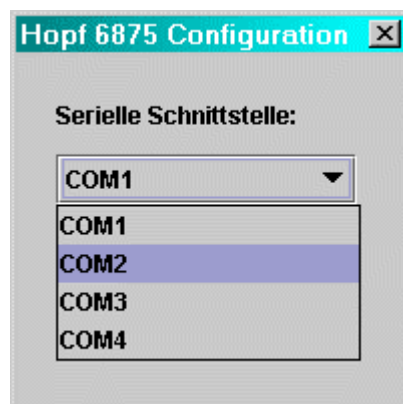 Hopf 6875 Configuration
Serielle Schnittstelle:
COM1
COM1
COM2
COM3
COM4